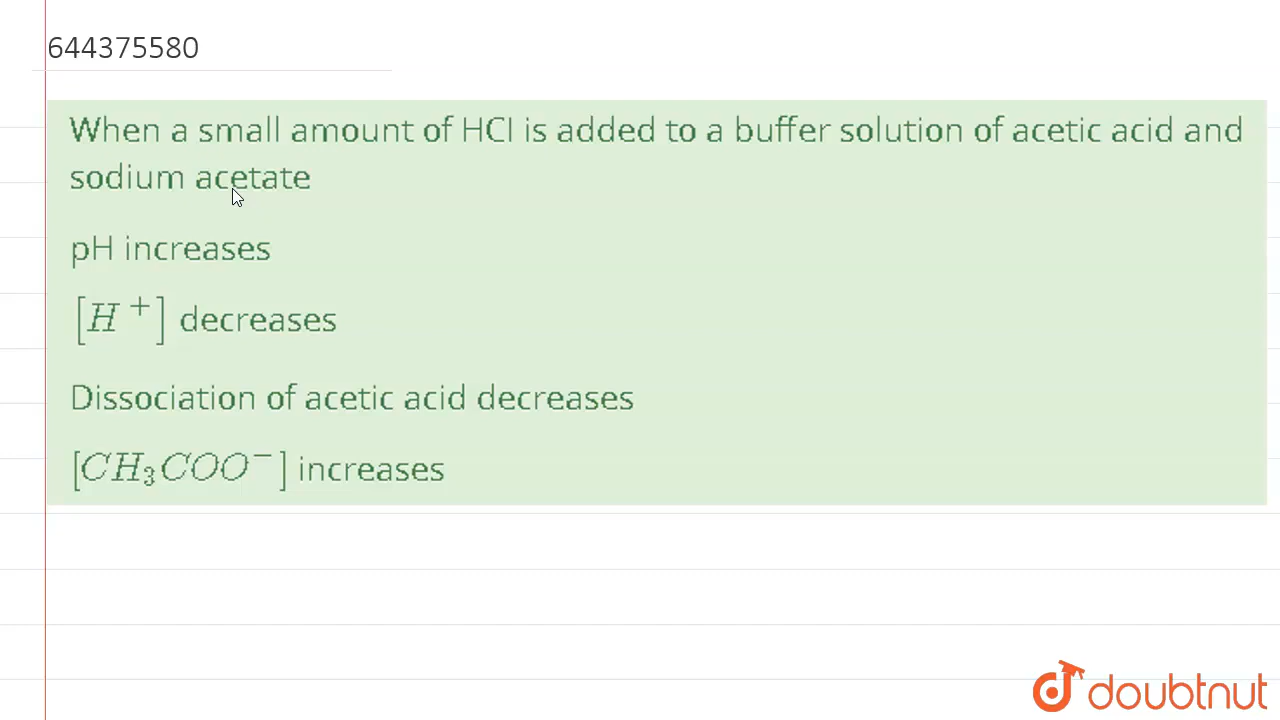 644375580
When a small amount of HCl is added to a buffer solution of acetic acid and
sodium acetate
pH increases
[H⁺] decreases
Dissociation of acetic acid decreases
[CH₃COO⁻] increases
doubtnut